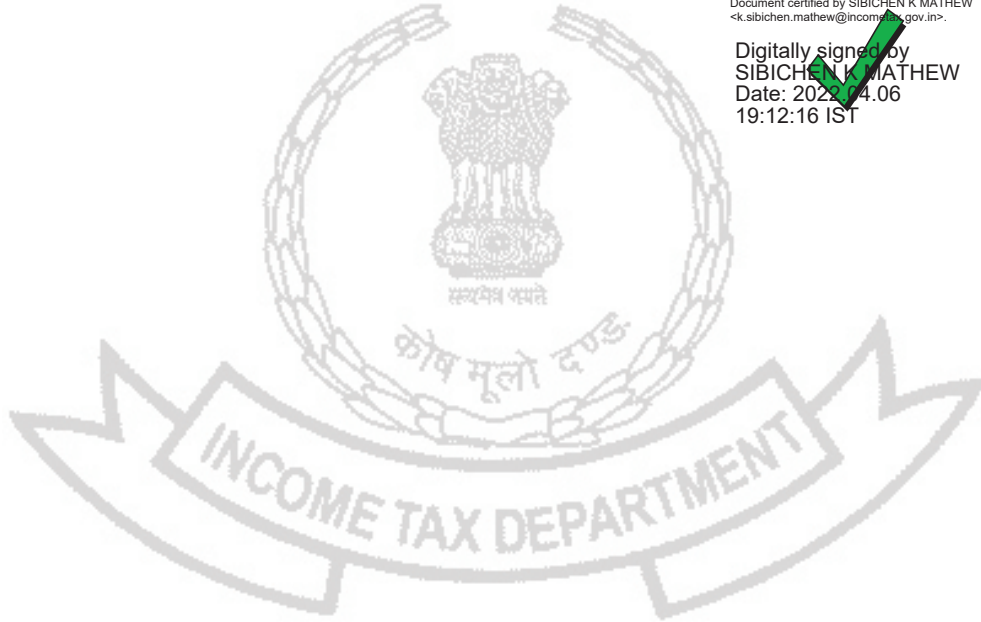 Document certified by SIBICHEN K MATHEW
<k.sibichen.mathew@incometax.gov.in>.
Digitally signed by
SIBICHEN K MATHEW
Date: 2022.04.06
19:12:16 IST
सत्यमेव जयते
कोष मूलो दण्ड
INCOME TAX DEPARTMENT